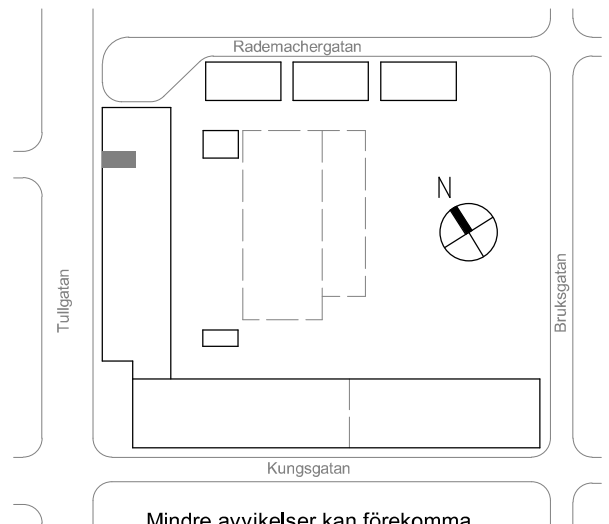 Rademachergatan
N
Tullgatan
Bruksgatan
Kungsgatan
Mindre avvikelser kan förekomma